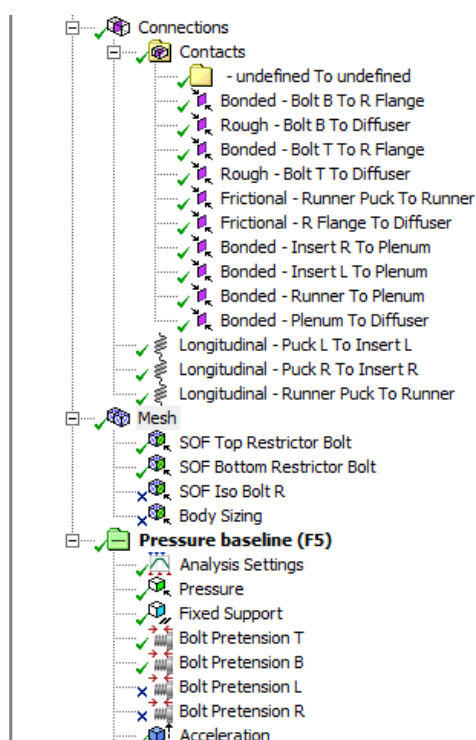 Connections
Contacts
- undefined To undefined
Bonded - Bolt B To R Flange
Rough - Bolt B To Diffuser
Bonded - Bolt T To R Flange
Rough - Bolt T To Diffuser
Frictional - Runner Puck To Runner
Frictional - R Flange To Diffuser
Bonded - Insert R To Plenum
Bonded - Insert L To Plenum
Bonded - Runner To Plenum
Bonded - Plenum To Diffuser
Longitudinal - Puck L To Insert L
Longitudinal - Puck R To Insert R
Longitudinal - Runner Puck To Runner
Mesh
SOF Top Restrictor Bolt
SOF Bottom Restrictor Bolt
SOF Iso Bolt R
Body Sizing
Pressure baseline (F5)
Analysis Settings
Pressure
Fixed Support
Bolt Pretension T
Bolt Pretension B
Bolt Pretension L
Bolt Pretension R
Acceleration